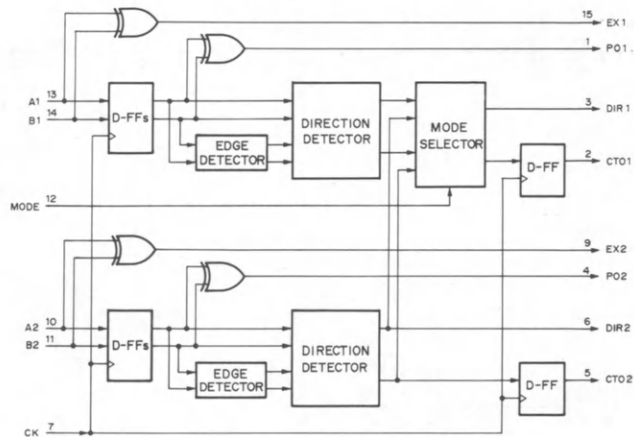 15 EX1
1 PO1
A1 13
B1 14
D-FFs
EDGE
DETECTOR
DIRECTION
DETECTOR
MODE
SELECTOR
3 DIR1
D-FF
2 CTO1
MODE 12
9 EX2
4 PO2
A2 10
B2 11
D-FFs
EDGE
DETECTOR
DIRECTION
DETECTOR
6 DIR2
D-FF
5 CTO2
CK 7